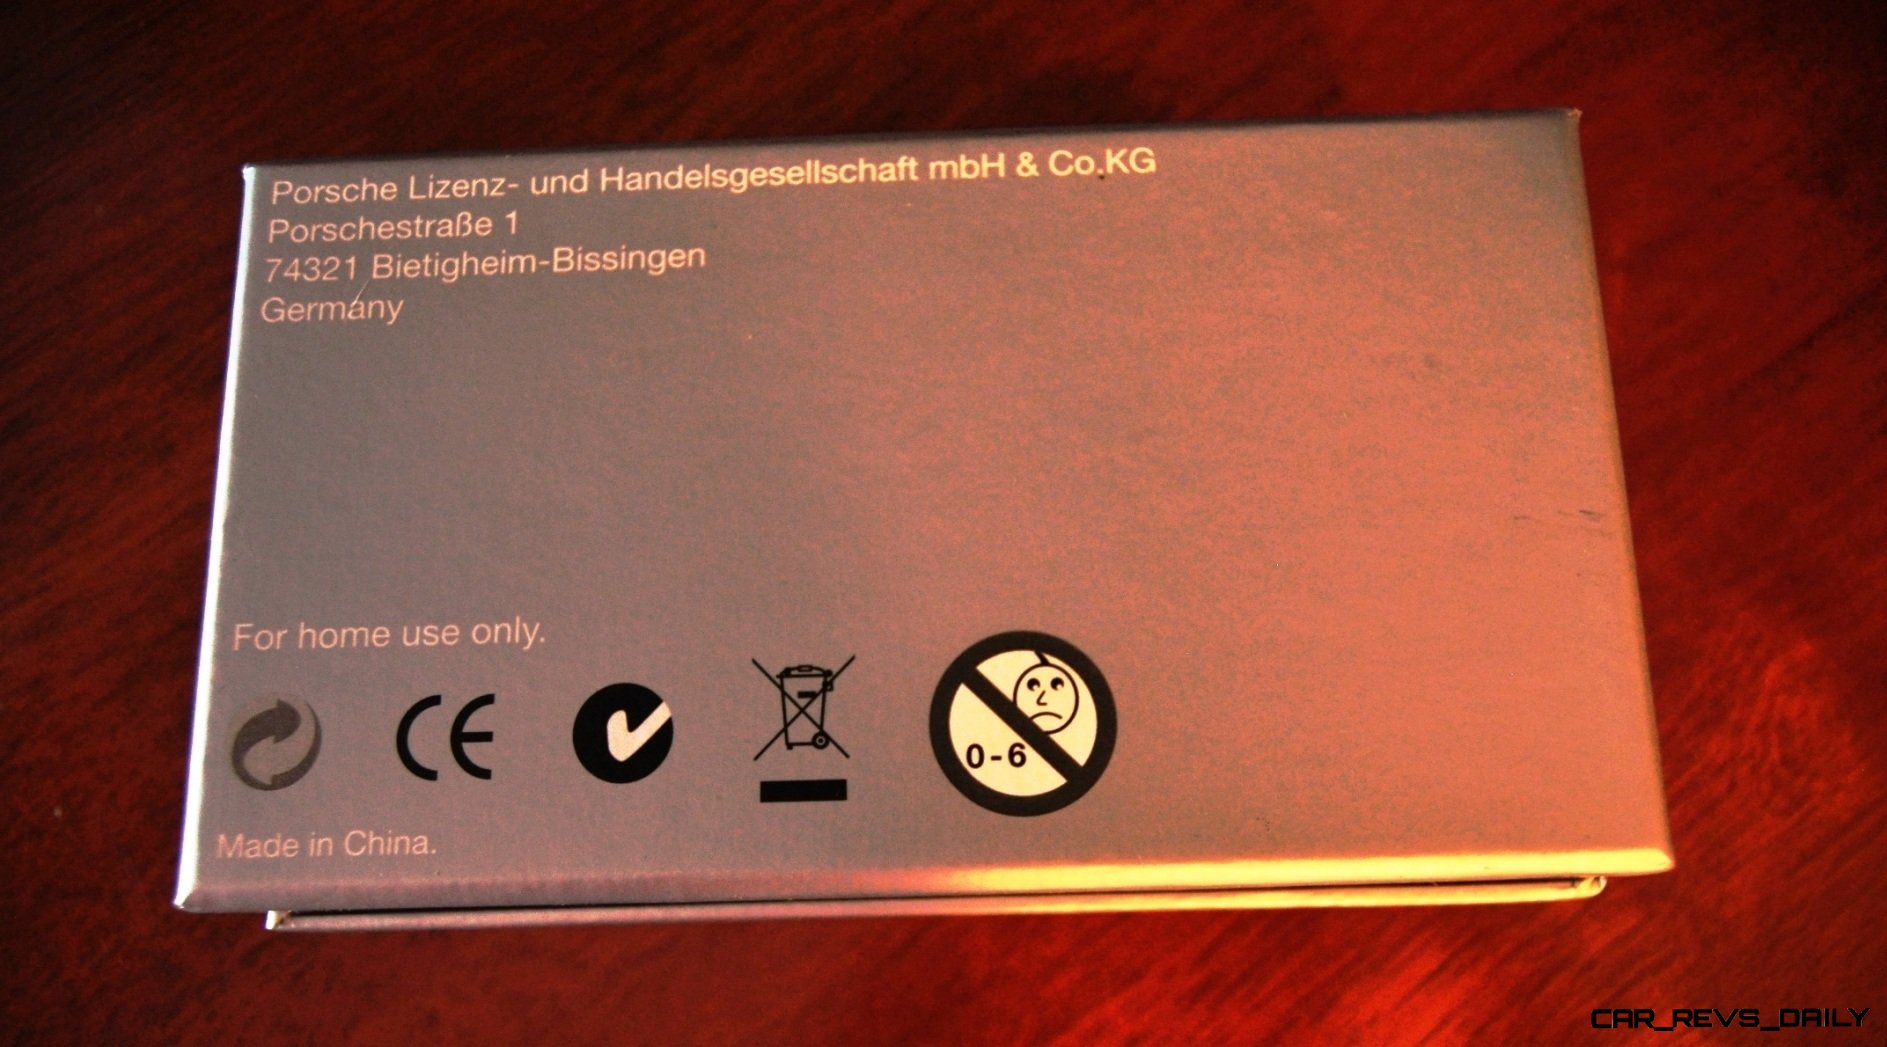 Porsche Lizenz- und Handelsgesellschaft mbH & Co.KG
Porschestraße 1
74321 Bietigheim-Bissingen
Germany
For home use only.
CE
0-6
Made in China.
CAR_REVS_DAILY